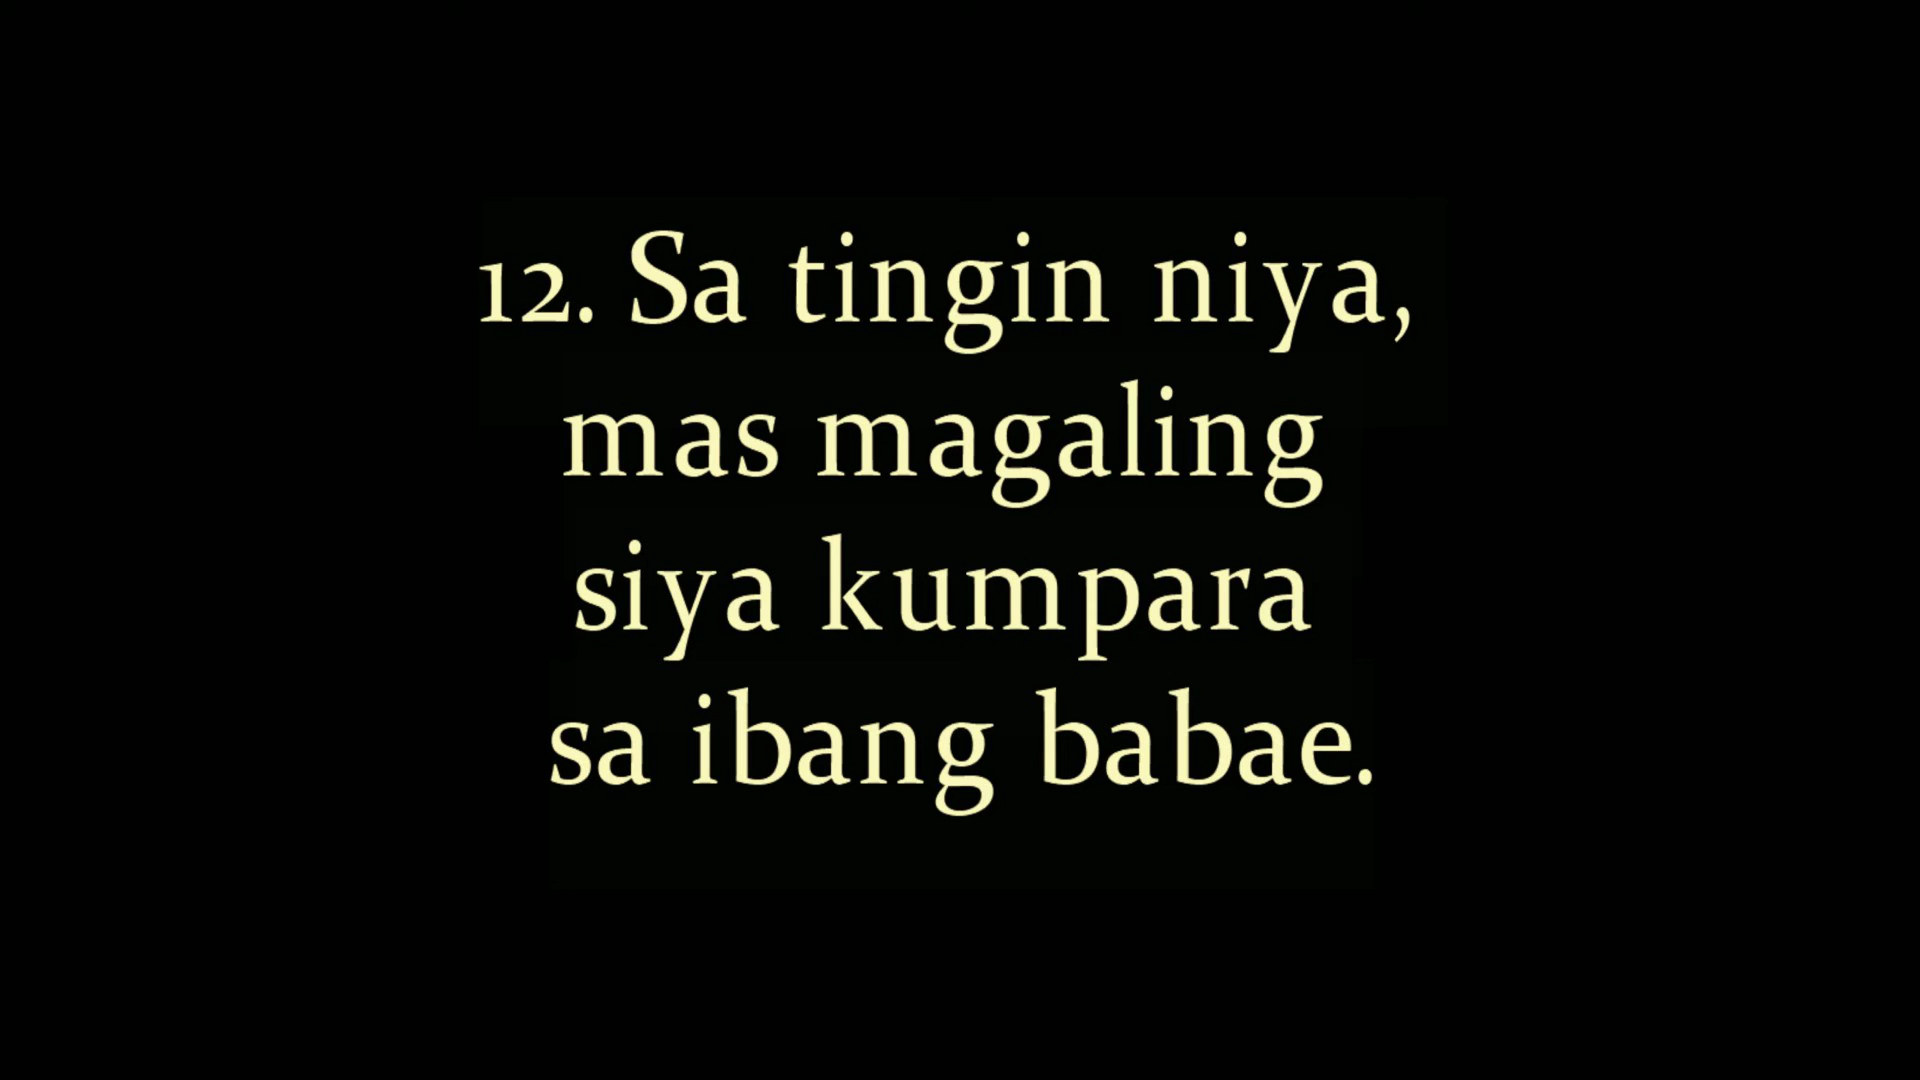 12. Sa tingin niya,
mas magaling
siya kumpara
sa ibang babae.